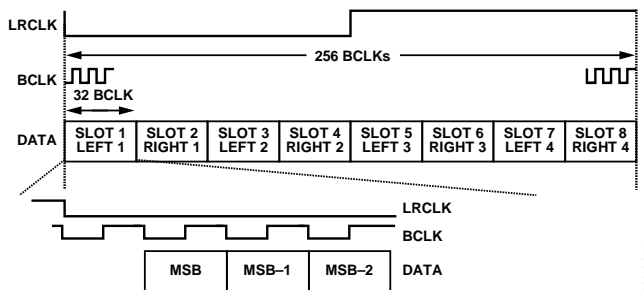 LRCLK
256 BCLKs
BCLK
32 BCLK
DATA
SLOT 1 SLOT 2 SLOT 3 SLOT 4 SLOT 5 SLOT 6 SLOT 7 SLOT 8
LEFT 1 RIGHT 1 LEFT 2 RIGHT 2 LEFT 3 RIGHT 3 LEFT 4 RIGHT 4
LRCLK
BCLK
MSB MSB–1 MSB–2 DATA